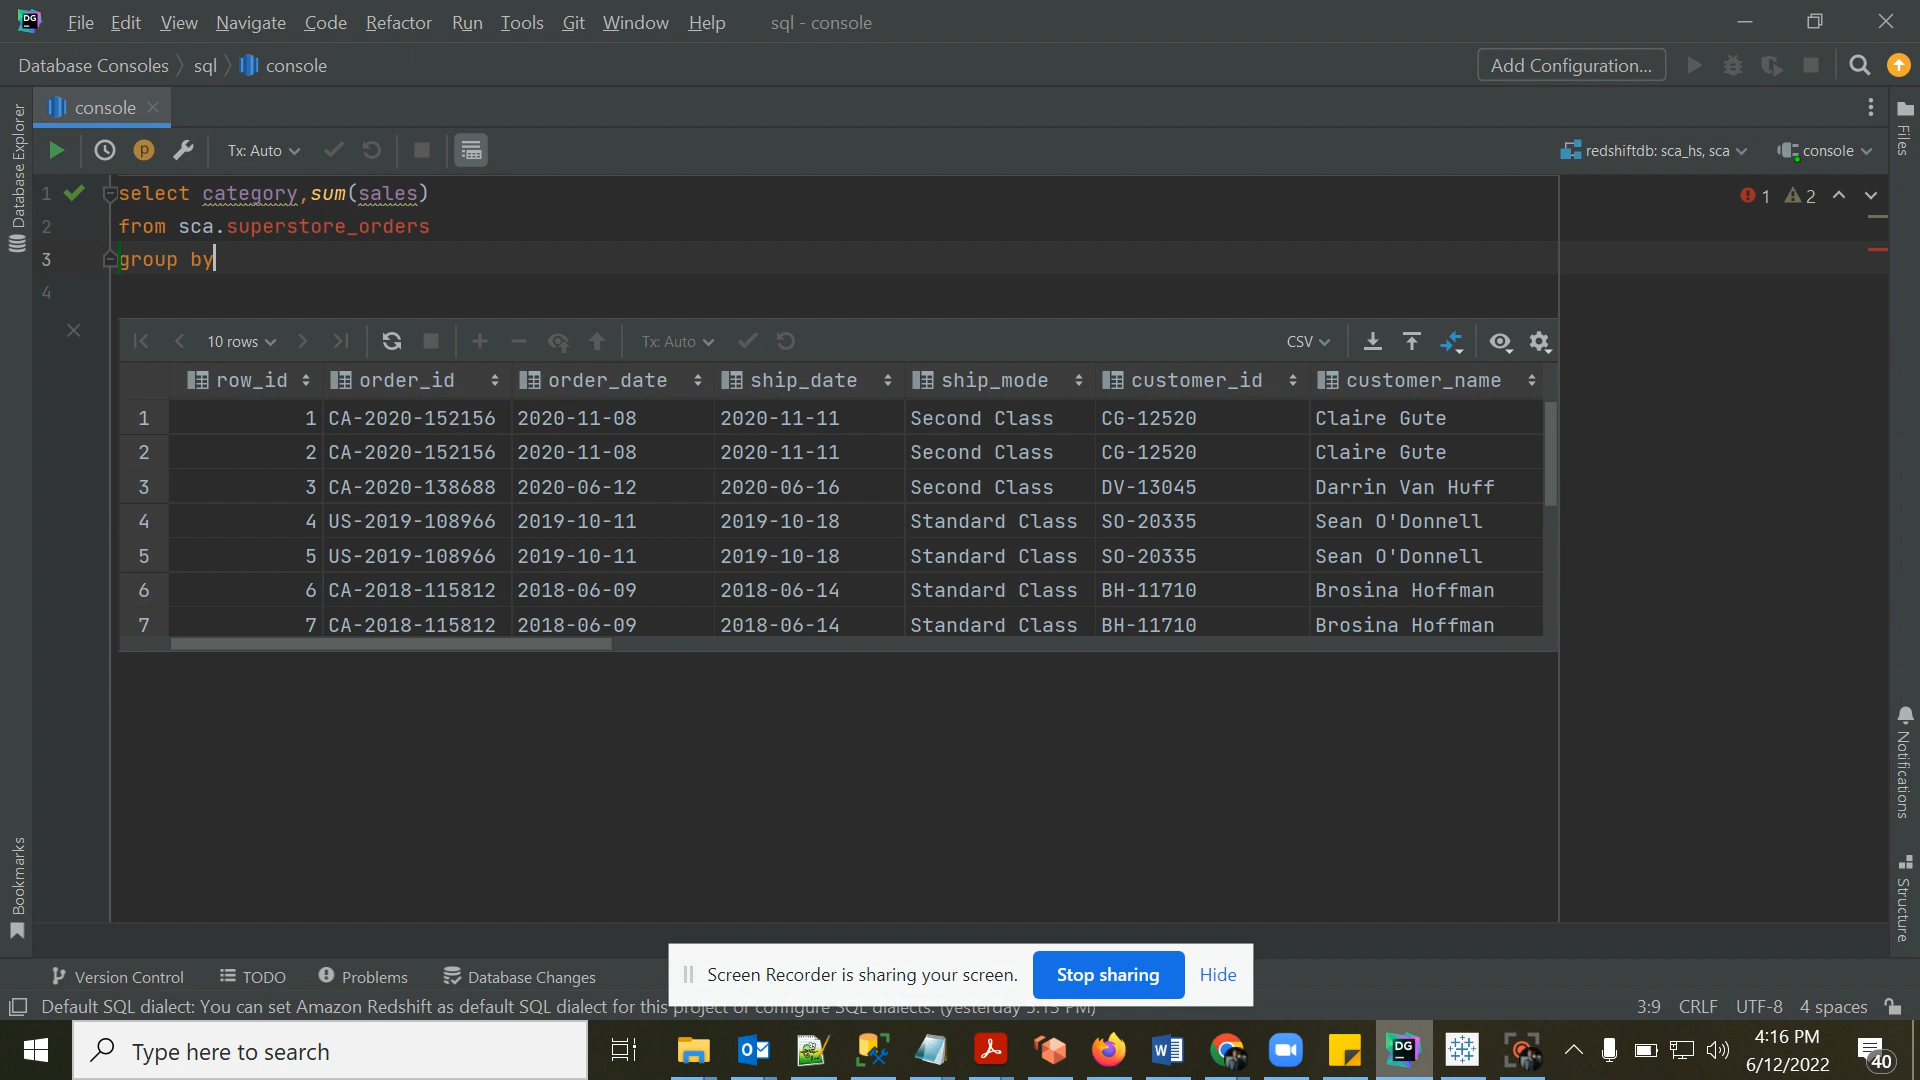 DG File Edit View Navigate Code Refactor Run Tools Git Window Help sql - console
Database Consoles sql console Add Configuration...
console
Tx: Auto redshiftdb: sca_hs, sca console
1 select category,sum(sales) 1 2
2 from sca.superstore_orders
3 group by
4
10 rows Tx: Auto CSV
row_id order_id order_date ship_date ship_mode customer_id customer_name
1 1 CA-2020-152156 2020-11-08 2020-11-11 Second Class CG-12520 Claire Gute
2 2 CA-2020-152156 2020-11-08 2020-11-11 Second Class CG-12520 Claire Gute
3 3 CA-2020-138688 2020-06-12 2020-06-16 Second Class DV-13045 Darrin Van Huff
4 4 US-2019-108966 2019-10-11 2019-10-18 Standard Class SO-20335 Sean O'Donnell
5 5 US-2019-108966 2019-10-11 2019-10-18 Standard Class SO-20335 Sean O'Donnell
6 6 CA-2018-115812 2018-06-09 2018-06-14 Standard Class BH-11710 Brosina Hoffman
7 7 CA-2018-115812 2018-06-09 2018-06-14 Standard Class BH-11710 Brosina Hoffman
Database Explorer
Bookmarks
Files
Notifications
Structure
Version Control TODO Problems Database Changes
Screen Recorder is sharing your screen. Stop sharing Hide
Default SQL dialect: You can set Amazon Redshift as default SQL dialect for this project or configure SQL dialects. (yesterday 5:13 PM) 3:9 CRLF UTF-8 4 spaces
Type here to search
DG
4:16 PM
6/12/2022
40